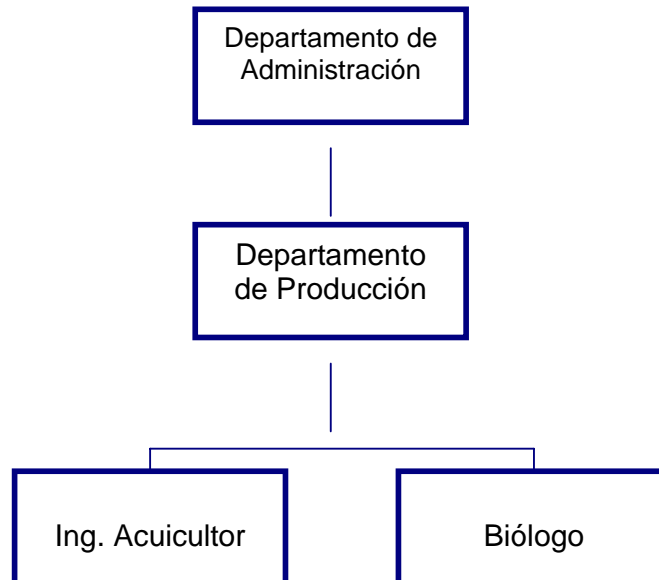 Departamento de
Administración
Departamento
de Producción
Ing. Acuicultor
Biólogo